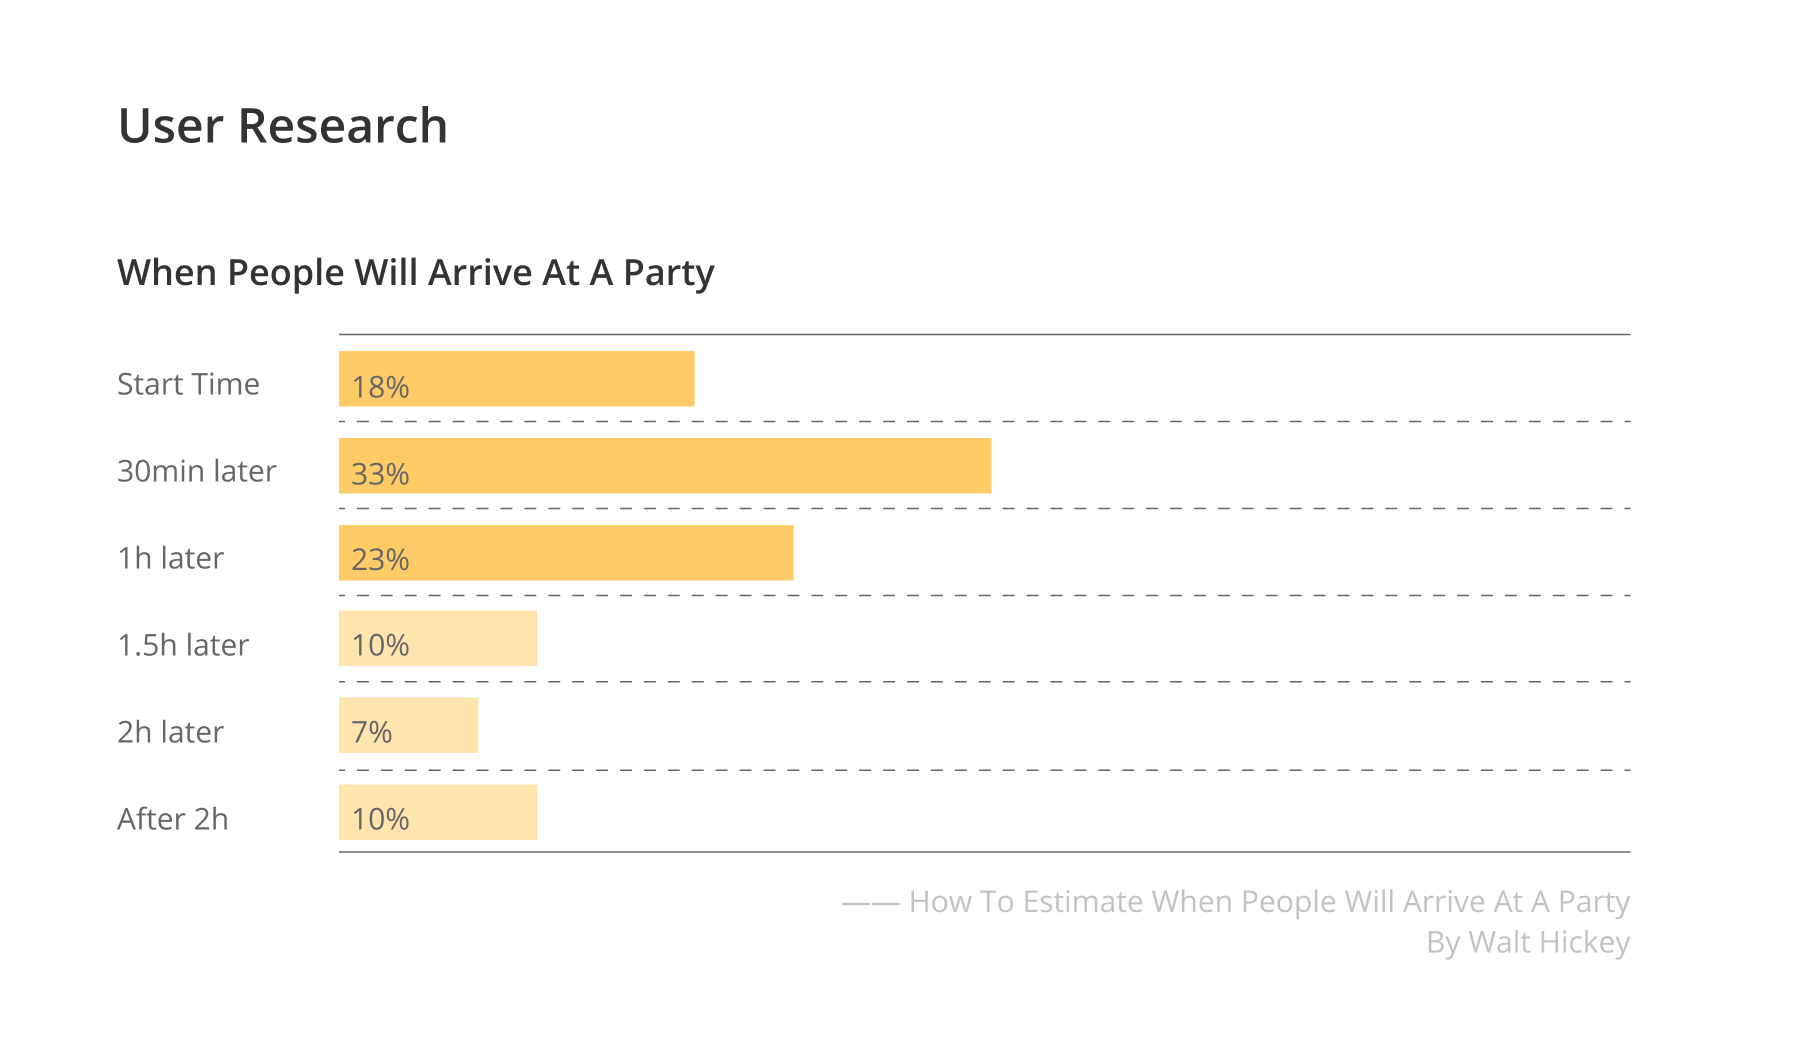 User Research
When People Will Arrive At A Party
Start Time 18%
30min later 33%
1h later 23%
1.5h later 10%
2h later 7%
After 2h 10%
—— How To Estimate When People Will Arrive At A Party
By Walt Hickey